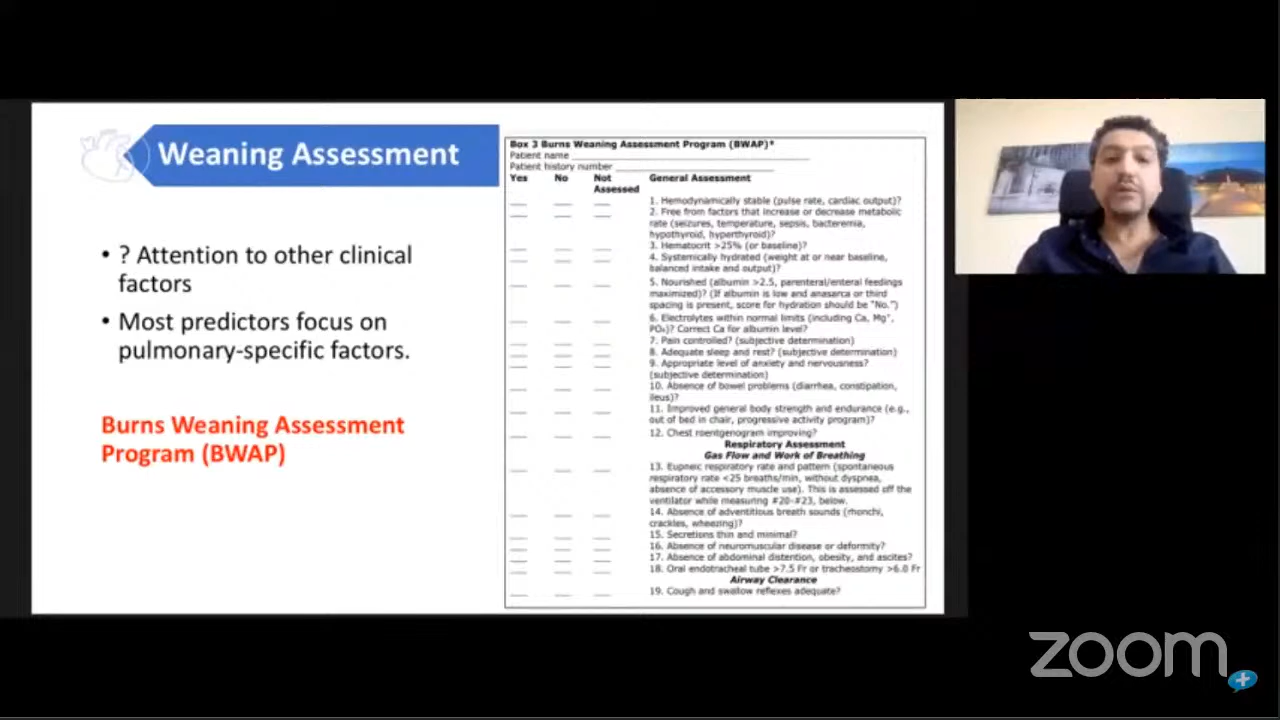 Weaning Assessment
• ? Attention to other clinical
factors
• Most predictors focus on
pulmonary-specific factors.
Burns Weaning Assessment
Program (BWAP)
Box 3 Burns Weaning Assessment Program (BWAP)*
Patient name
Patient history number
Yes No Not Assessed General Assessment
1. Hemodynamically stable (pulse rate, cardiac output)?
2. Free from factors that increase or decrease metabolic
rate (seizures, temperature, sepsis, bacteremia,
hypothyroid, hyperthyroid)?
3. Hematocrit >25% (or baseline)?
4. Systemically hydrated (weight at or near baseline,
balanced intake and output)?
5. Nourished (albumin >2.5, parenteral/enteral feedings
maximized)? (If albumin is low and anasarca or third
spacing is present, score for hydration should be "No.")
6. Electrolytes within normal limits (including Ca, Mg⁺,
PO₄)? Correct Ca for albumin level?
7. Pain controlled? (subjective determination)
8. Adequate sleep and rest? (subjective determination)
9. Appropriate level of anxiety and nervousness?
(subjective determination)
10. Absence of bowel problems (diarrhea, constipation,
ileus)?
11. Improved general body strength and endurance (e.g.,
out of bed in chair, progressive activity program)?
12. Chest roentgenogram improving?
Respiratory Assessment
Gas Flow and Work of Breathing
13. Eupneic respiratory rate and pattern (spontaneous
respiratory rate <25 breaths/min, without dyspnea,
absence of accessory muscle use). This is assessed off the
ventilator while measuring #20–#23, below.
14. Absence of adventitious breath sounds (rhonchi,
crackles, wheezing)?
15. Secretions thin and minimal?
16. Absence of neuromuscular disease or deformity?
17. Absence of abdominal distention, obesity, and ascites?
18. Oral endotracheal tube >7.5 Fr or tracheostomy >6.0 Fr
Airway Clearance
19. Cough and swallow reflexes adequate?
zoom